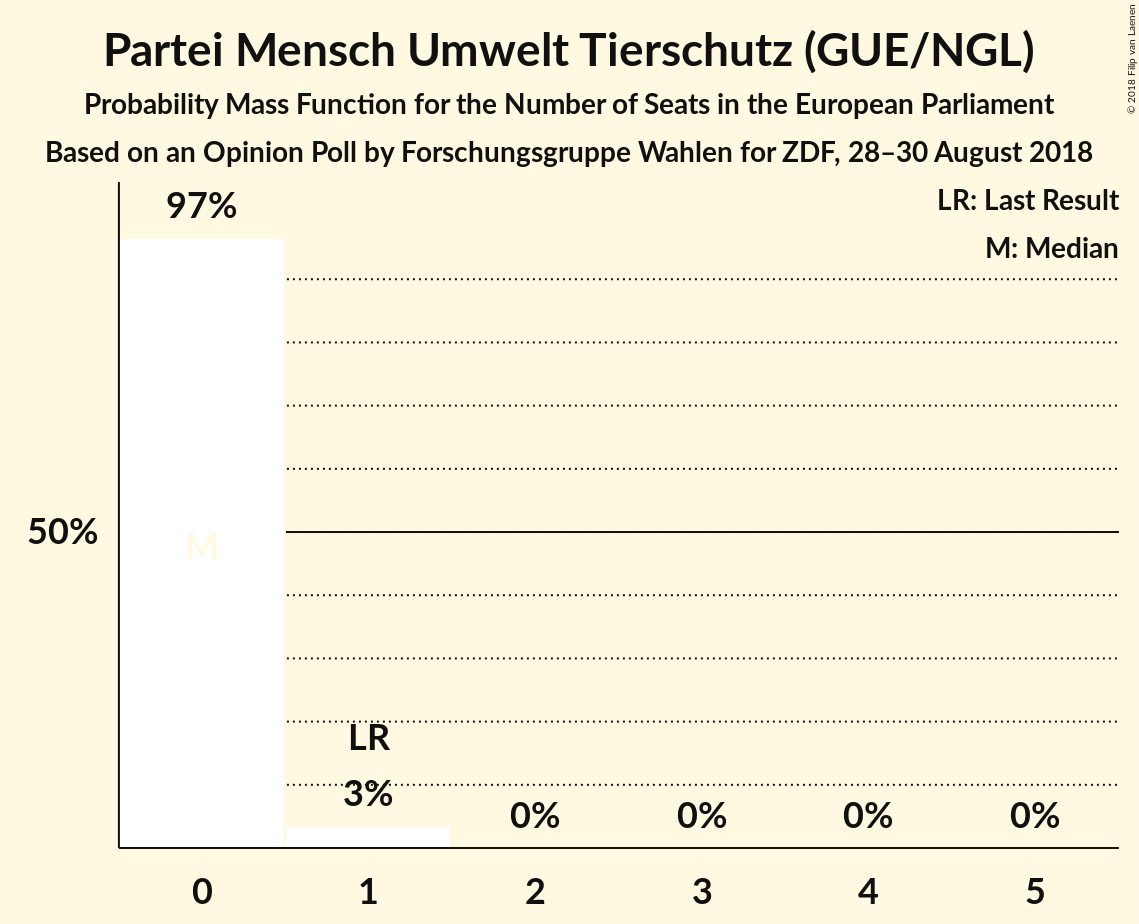 Partei Mensch Umwelt Tierschutz (GUE/NGL)
Probability Mass Function for the Number of Seats in the European Parliament
Based on an Opinion Poll by Forschungsgruppe Wahlen for ZDF, 28–30 August 2018
© 2018 Filip van Laenen
LR: Last Result
M: Median
97%
50%
M
LR
3%
0%
0%
0%
0%
0 1 2 3 4 5